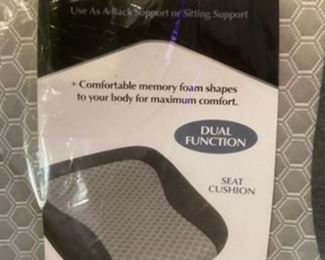 Use As A Back Support or Sitting Support
+ Comfortable memory foam shapes
to your body for maximum comfort.
DUAL
FUNCTION
SEAT
CUSHION